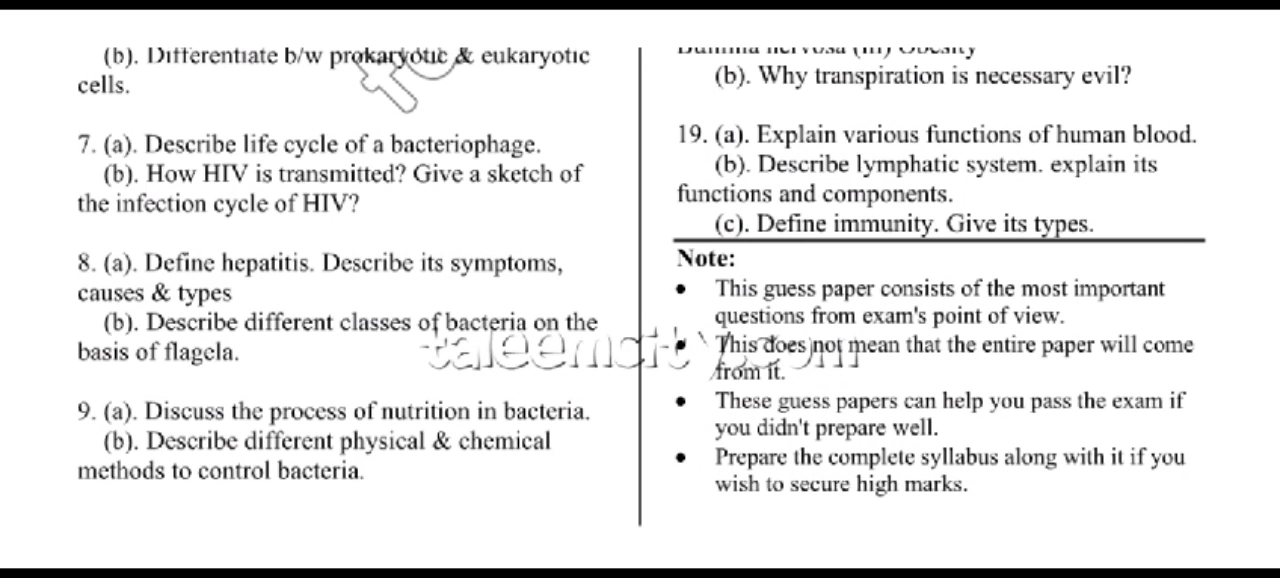 (b). Differentiate b/w prokaryotic & eukaryotic
cells.
7. (a). Describe life cycle of a bacteriophage.
(b). How HIV is transmitted? Give a sketch of
the infection cycle of HIV?
8. (a). Define hepatitis. Describe its symptoms,
causes & types
(b). Describe different classes of bacteria on the
basis of flagela.
9. (a). Discuss the process of nutrition in bacteria.
(b). Describe different physical & chemical
methods to control bacteria.
nervosa (iii) Obesity
(b). Why transpiration is necessary evil?
19. (a). Explain various functions of human blood.
(b). Describe lymphatic system. explain its
functions and components.
(c). Define immunity. Give its types.
Note:
• This guess paper consists of the most important
questions from exam's point of view.
• This does not mean that the entire paper will come
from it.
• These guess papers can help you pass the exam if
you didn't prepare well.
• Prepare the complete syllabus along with it if you
wish to secure high marks.
taleemcity.com